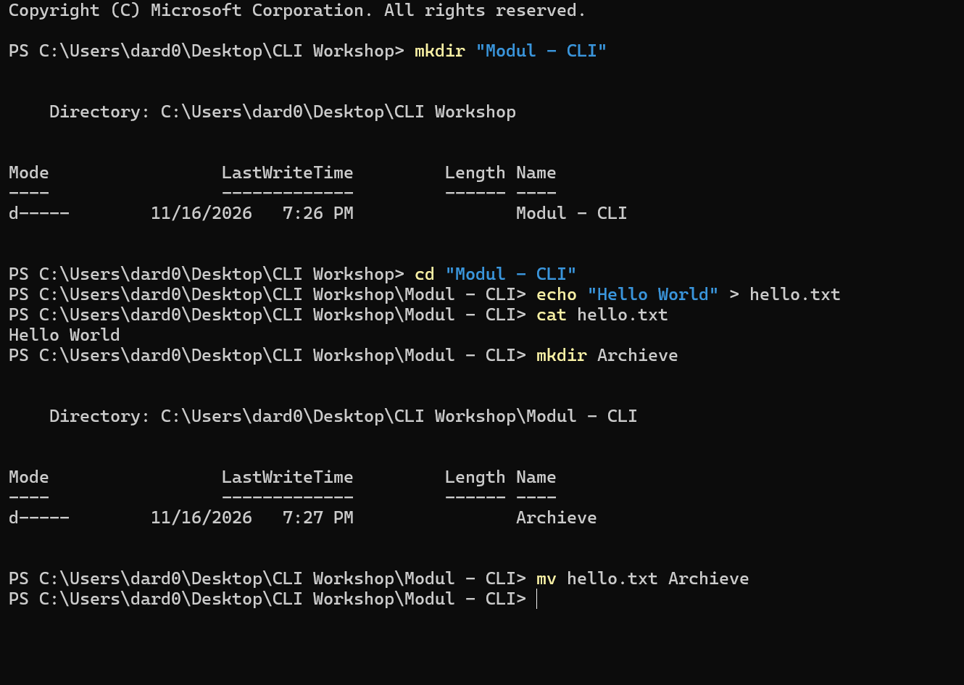 Copyright (C) Microsoft Corporation. All rights reserved.
PS C:\Users\dard0\Desktop\CLI Workshop> mkdir "Modul - CLI"
    Directory: C:\Users\dard0\Desktop\CLI Workshop
Mode                 LastWriteTime         Length Name
----                 -------------         ------ ----
d-----        11/16/2026   7:26 PM                Modul - CLI
PS C:\Users\dard0\Desktop\CLI Workshop> cd "Modul - CLI"
PS C:\Users\dard0\Desktop\CLI Workshop\Modul - CLI> echo "Hello World" > hello.txt
PS C:\Users\dard0\Desktop\CLI Workshop\Modul - CLI> cat hello.txt
Hello World
PS C:\Users\dard0\Desktop\CLI Workshop\Modul - CLI> mkdir Archieve
    Directory: C:\Users\dard0\Desktop\CLI Workshop\Modul - CLI
Mode                 LastWriteTime         Length Name
----                 -------------         ------ ----
d-----        11/16/2026   7:27 PM                Archieve
PS C:\Users\dard0\Desktop\CLI Workshop\Modul - CLI> mv hello.txt Archieve
PS C:\Users\dard0\Desktop\CLI Workshop\Modul - CLI>